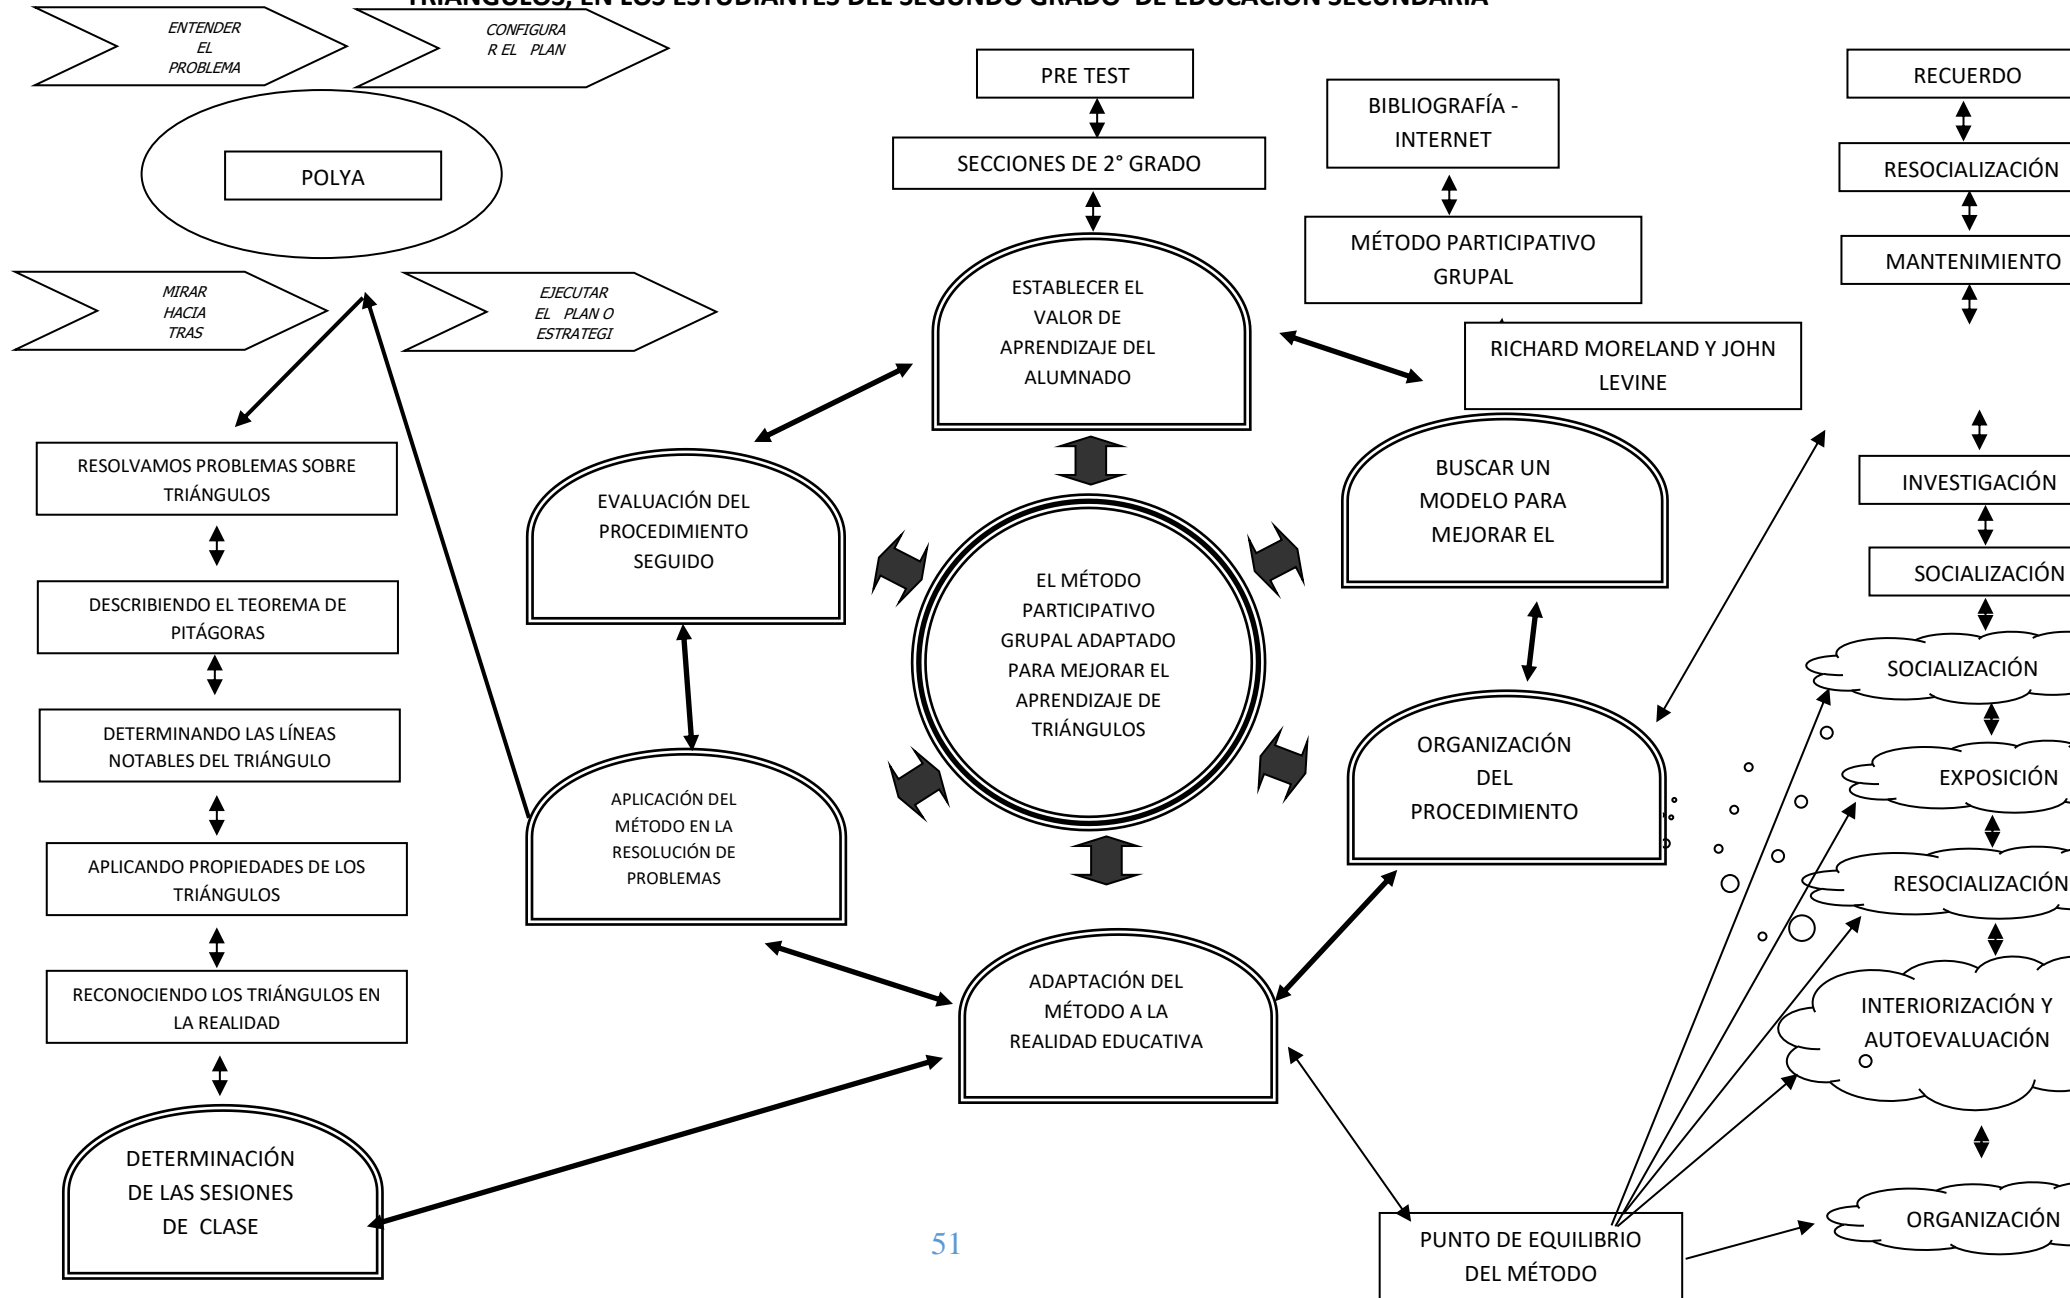 TRIÁNGULOS, EN LOS ESTUDIANTES DEL SEGUNDO GRADO DE EDUCACIÓN SECUNDARIA
ENTENDER
EL
PROBLEMA
CONFIGURA
R EL PLAN
POLYA
MIRAR
HACIA
TRAS
EJECUTAR
EL PLAN O
ESTRATEGI
RESOLVAMOS PROBLEMAS SOBRE
TRIÁNGULOS
DESCRIBIENDO EL TEOREMA DE
PITÁGORAS
DETERMINANDO LAS LÍNEAS
NOTABLES DEL TRIÁNGULO
APLICANDO PROPIEDADES DE LOS
TRIÁNGULOS
RECONOCIENDO LOS TRIÁNGULOS EN
LA REALIDAD
DETERMINACIÓN
DE LAS SESIONES
DE CLASE
PRE TEST
SECCIONES DE 2° GRADO
ESTABLECER EL
VALOR DE
APRENDIZAJE DEL
ALUMNADO
EVALUACIÓN DEL
PROCEDIMIENTO
SEGUIDO
APLICACIÓN DEL
MÉTODO EN LA
RESOLUCIÓN DE
PROBLEMAS
EL MÉTODO
PARTICIPATIVO
GRUPAL ADAPTADO
PARA MEJORAR EL
APRENDIZAJE DE
TRIÁNGULOS
ADAPTACIÓN DEL
MÉTODO A LA
REALIDAD EDUCATIVA
BIBLIOGRAFÍA -
INTERNET
MÉTODO PARTICIPATIVO
GRUPAL
RICHARD MORELAND Y JOHN
LEVINE
BUSCAR UN
MODELO PARA
MEJORAR EL
ORGANIZACIÓN
DEL
PROCEDIMIENTO
PUNTO DE EQUILIBRIO
DEL MÉTODO
RECUERDO
RESOCIALIZACIÓN
MANTENIMIENTO
INVESTIGACIÓN
SOCIALIZACIÓN
SOCIALIZACIÓN
EXPOSICIÓN
RESOCIALIZACIÓN
INTERIORIZACIÓN Y
AUTOEVALUACIÓN
ORGANIZACIÓN
51